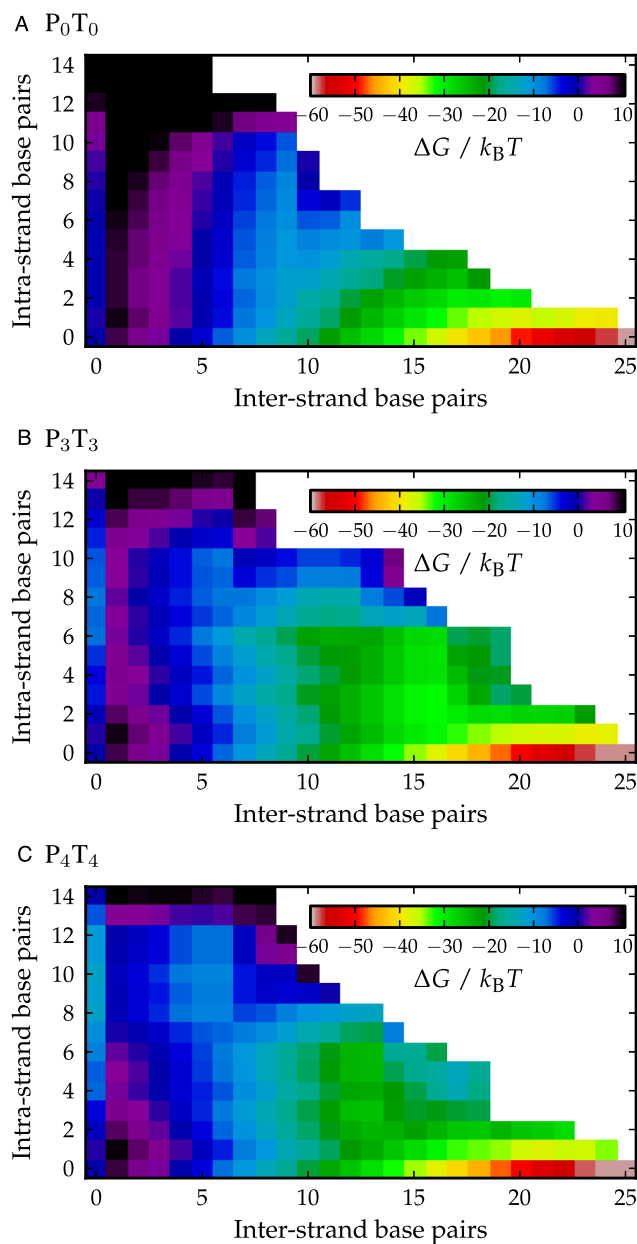 A P₀T₀
14
12
10
8
6
4
2
0
Intra-strand base pairs
−60 −50 −40 −30 −20 −10 0 10
ΔG / k_BT
0 5 10 15 20 25
Inter-strand base pairs
B P₃T₃
14
12
10
8
6
4
2
0
Intra-strand base pairs
−60 −50 −40 −30 −20 −10 0 10
ΔG / k_BT
0 5 10 15 20 25
Inter-strand base pairs
C P₄T₄
14
12
10
8
6
4
2
0
Intra-strand base pairs
−60 −50 −40 −30 −20 −10 0 10
ΔG / k_BT
0 5 10 15 20 25
Inter-strand base pairs